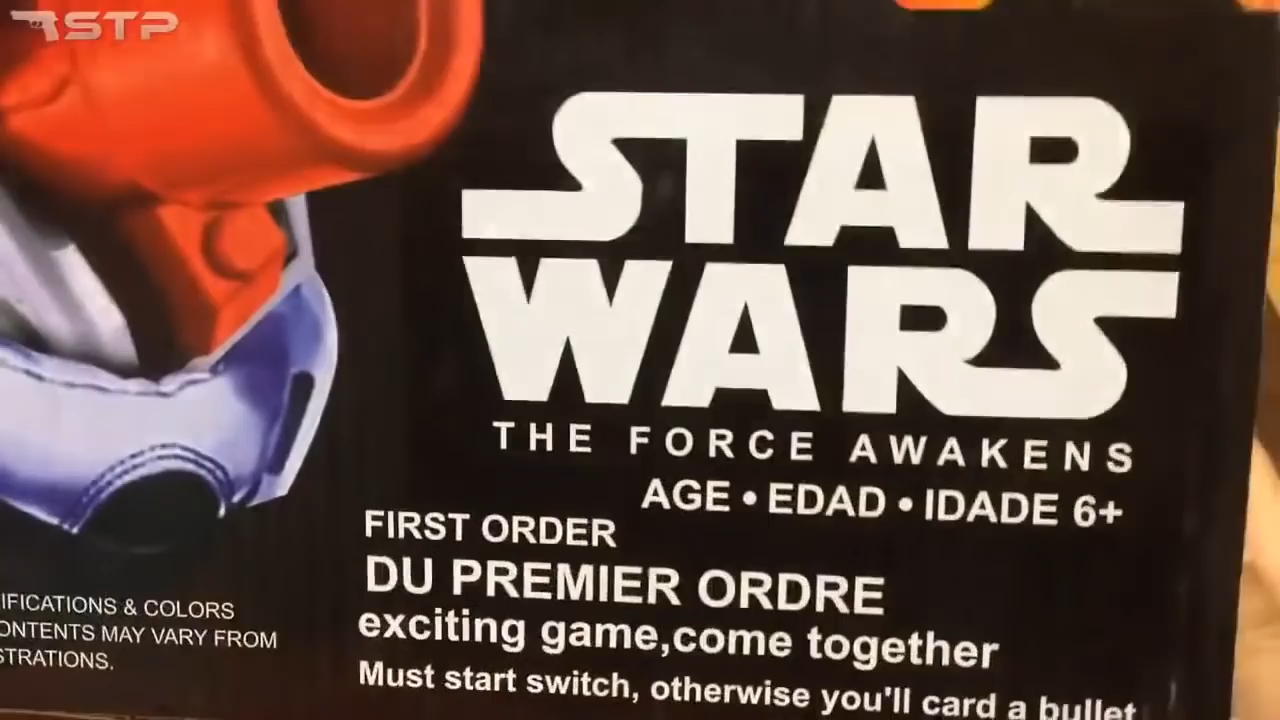 STP
STAR
WARS
THE FORCE AWAKENS
AGE • EDAD • IDADE 6+
FIRST ORDER
DU PREMIER ORDRE
exciting game,come together
Must start switch, otherwise you'll card a bullet
IFICATIONS & COLORS
ONTENTS MAY VARY FROM
STRATIONS.